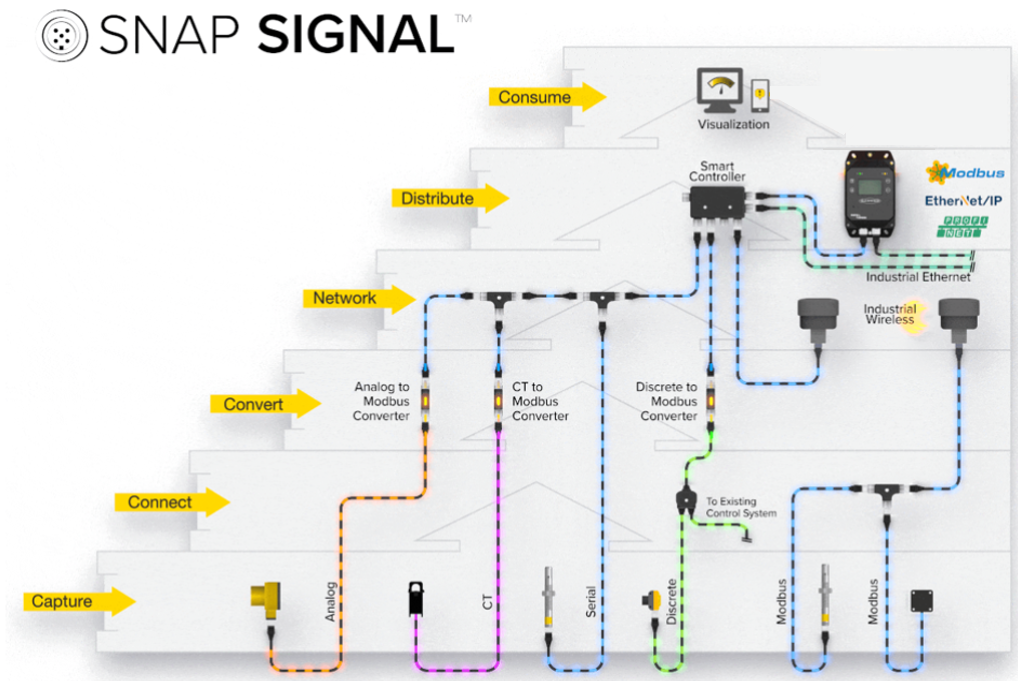 SNAP SIGNAL™
Consume
Visualization
Distribute
Smart
Controller
Modbus
EtherNet/IP
PROFI
NET
Industrial Ethernet
Network
Industrial
Wireless
Convert
Analog to
Modbus
Converter
CT to
Modbus
Converter
Discrete to
Modbus
Converter
Connect
To Existing
Control System
Capture
Analog
CT
Serial
Discrete
Modbus
Modbus